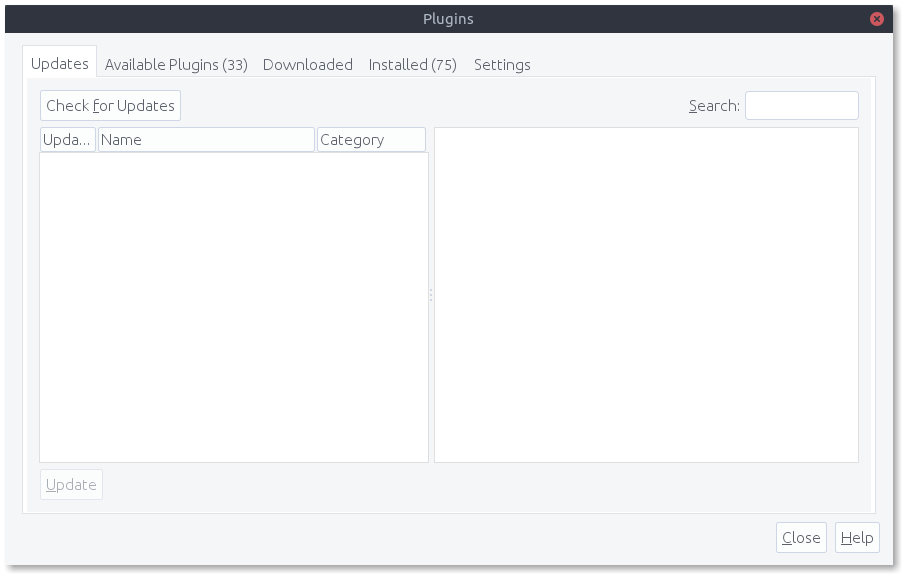 Plugins
Updates Available Plugins (33) Downloaded Installed (75) Settings
Check for Updates Search:
Upda... Name Category
Update
Close Help